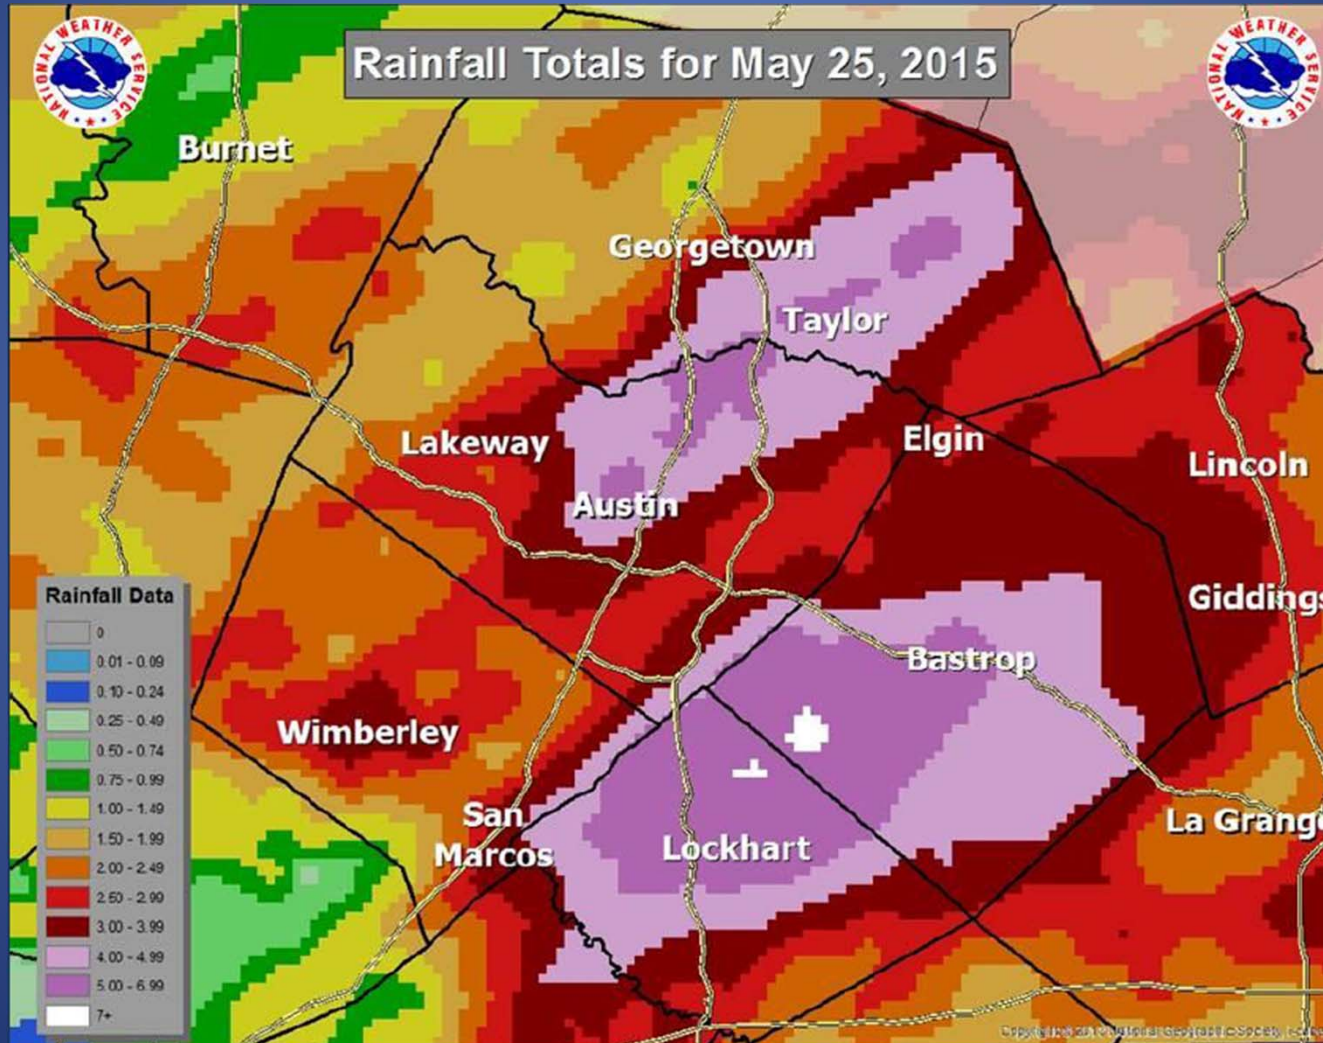 NATIONAL WEATHER SERVICE
Rainfall Totals for May 25, 2015
NATIONAL WEATHER SERVICE
Burnet
Georgetown
Taylor
Lakeway
Elgin
Lincoln
Austin
Giddings
Bastrop
Wimberley
San
Marcos
Lockhart
La Grange
Rainfall Data
0
0.01 - 0.09
0.10 - 0.24
0.25 - 0.49
0.50 - 0.74
0.75 - 0.99
1.00 - 1.49
1.50 - 1.99
2.00 - 2.49
2.50 - 2.99
3.00 - 3.99
4.00 - 4.99
5.00 - 6.99
7+
National Geographic Society